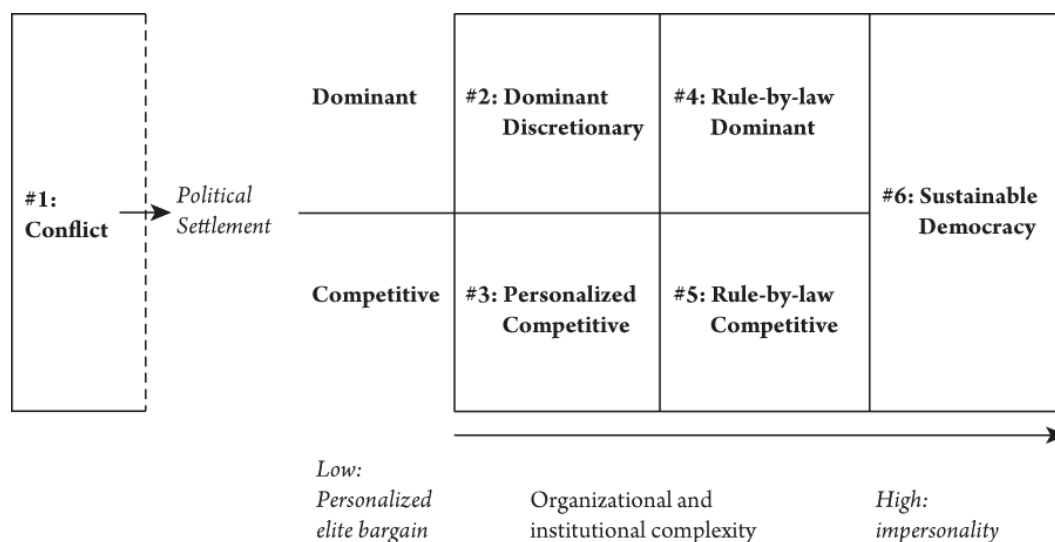 Dominant
#2: Dominant
Discretionary
#4: Rule-by-law
Dominant
#1:
Conflict
Political
Settlement
#6: Sustainable
Democracy
Competitive
#3: Personalized
Competitive
#5: Rule-by-law
Competitive
Low:
Personalized
elite bargain
Organizational and
institutional complexity
High:
impersonality